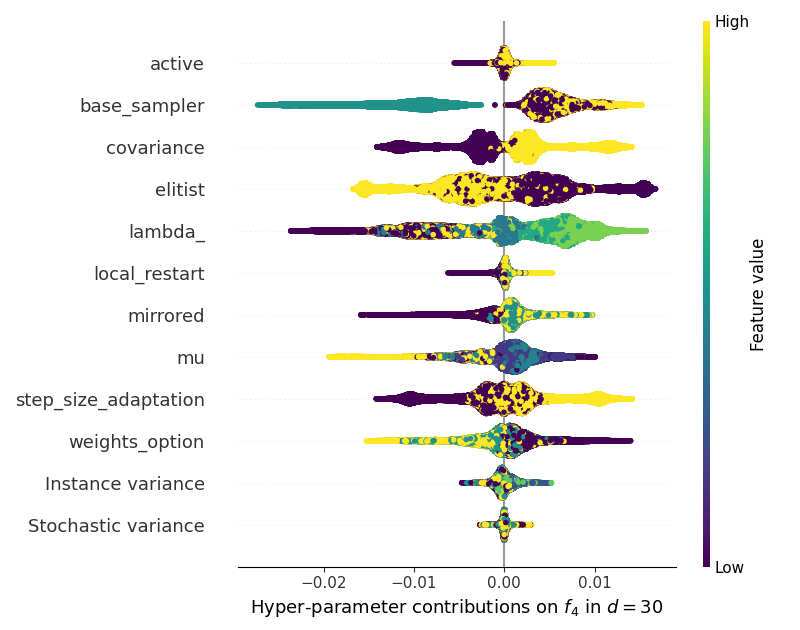 High
active
base_sampler
covariance
elitist
lambda_
local_restart
mirrored
mu
step_size_adaptation
weights_option
Instance variance
Stochastic variance
Feature value
Low
−0.02 −0.01 0.00 0.01
Hyper-parameter contributions on f₄ in d = 30